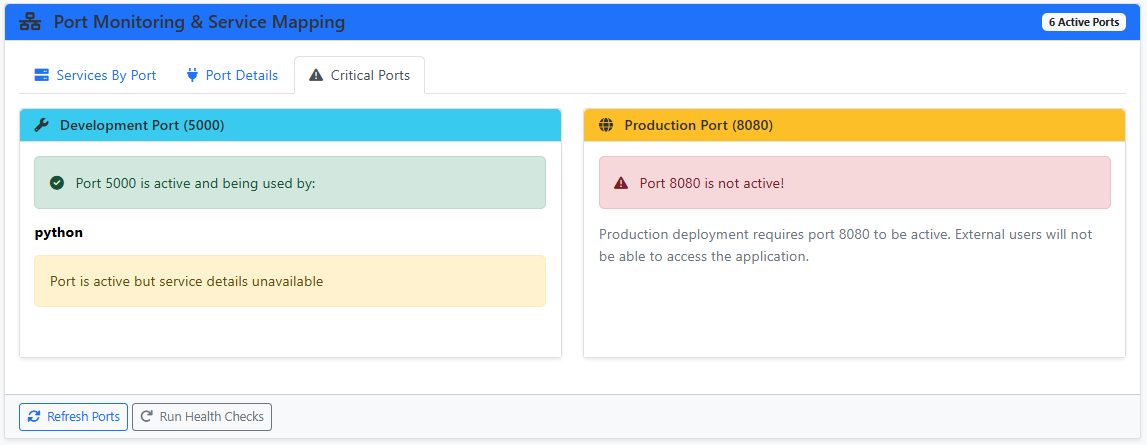 Port Monitoring & Service Mapping
6 Active Ports
Services By Port
Port Details
Critical Ports
Development Port (5000)
Port 5000 is active and being used by:
python
Port is active but service details unavailable
Production Port (8080)
Port 8080 is not active!
Production deployment requires port 8080 to be active. External users will not
be able to access the application.
Refresh Ports
Run Health Checks